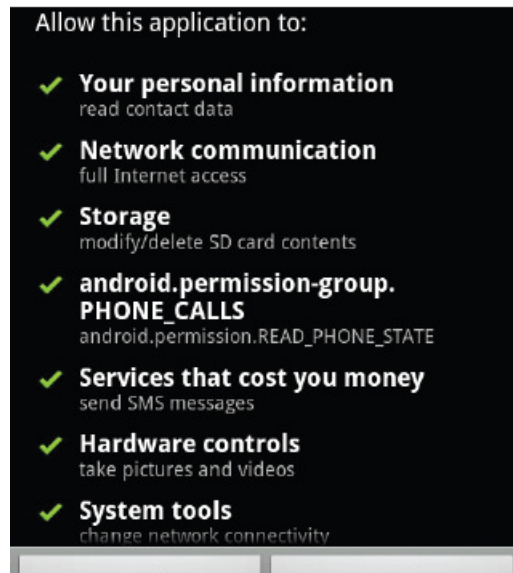 Allow this application to:
Your personal information
read contact data
Network communication
full Internet access
Storage
modify/delete SD card contents
android.permission-group.
PHONE_CALLS
android.permission.READ_PHONE_STATE
Services that cost you money
send SMS messages
Hardware controls
take pictures and videos
System tools
change network connectivity